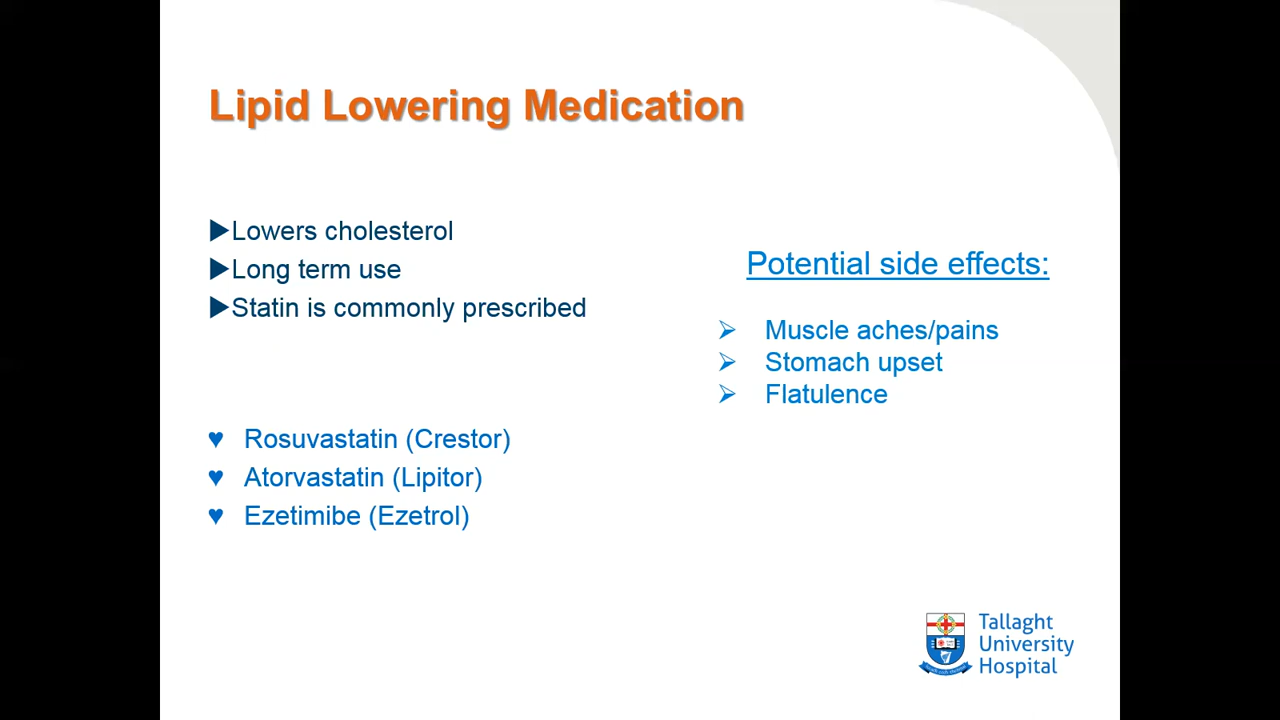 Lipid Lowering Medication
▶Lowers cholesterol
▶Long term use
▶Statin is commonly prescribed
♥ Rosuvastatin (Crestor)
♥ Atorvastatin (Lipitor)
♥ Ezetimibe (Ezetrol)
Potential side effects:
➢ Muscle aches/pains
➢ Stomach upset
➢ Flatulence
Tallaght
University
Hospital